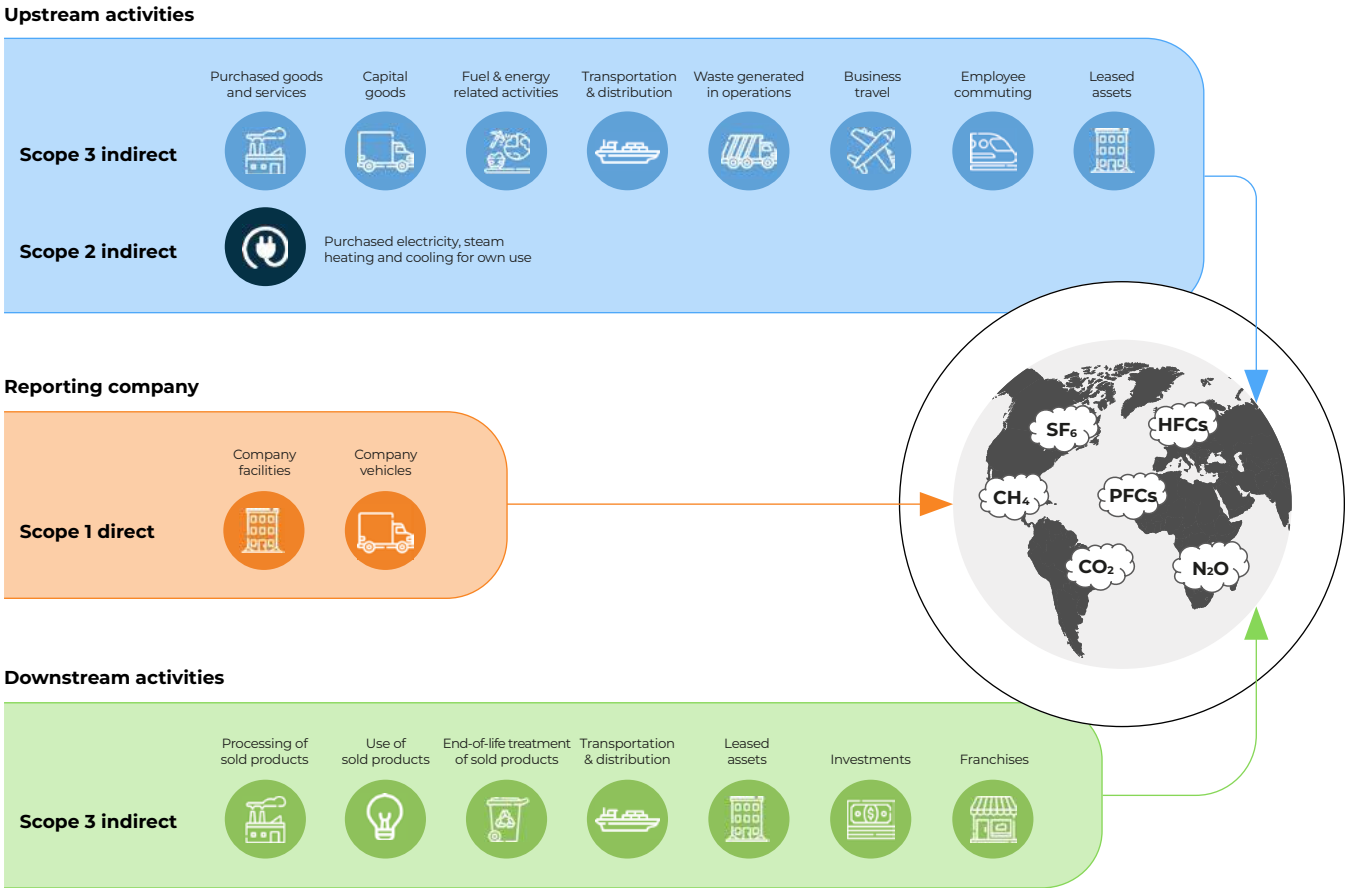 Upstream activities
Purchased goods
and services
Capital
goods
Fuel & energy
related activities
Transportation
& distribution
Waste generated
in operations
Business
travel
Employee
commuting
Leased
assets
Scope 3 indirect
Scope 2 indirect
Purchased electricity, steam
heating and cooling for own use
Reporting company
Company
facilities
Company
vehicles
Scope 1 direct
SF₆
HFCs
CH₄
PFCs
CO₂
N₂O
Downstream activities
Processing of
sold products
Use of
sold products
End-of-life treatment
of sold products
Transportation
& distribution
Leased
assets
Investments
Franchises
Scope 3 indirect